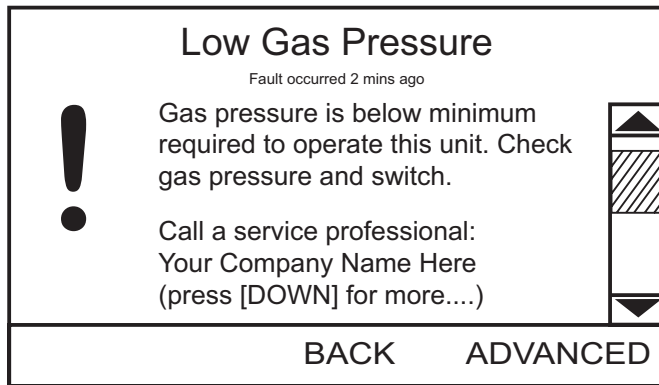 Low Gas Pressure
Fault occurred 2 mins ago
Gas pressure is below minimum
required to operate this unit. Check
gas pressure and switch.
Call a service professional:
Your Company Name Here
(press [DOWN] for more....)
BACK ADVANCED